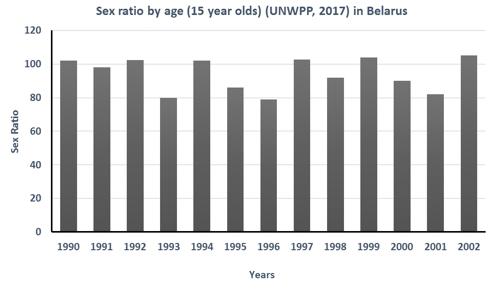 Sex ratio by age (15 year olds) (UNWPP, 2017) in Belarus
120
100
80
60
40
20
0
Sex Ratio
1990 1991 1992 1993 1994 1995 1996 1997 1998 1999 2000 2001 2002
Years